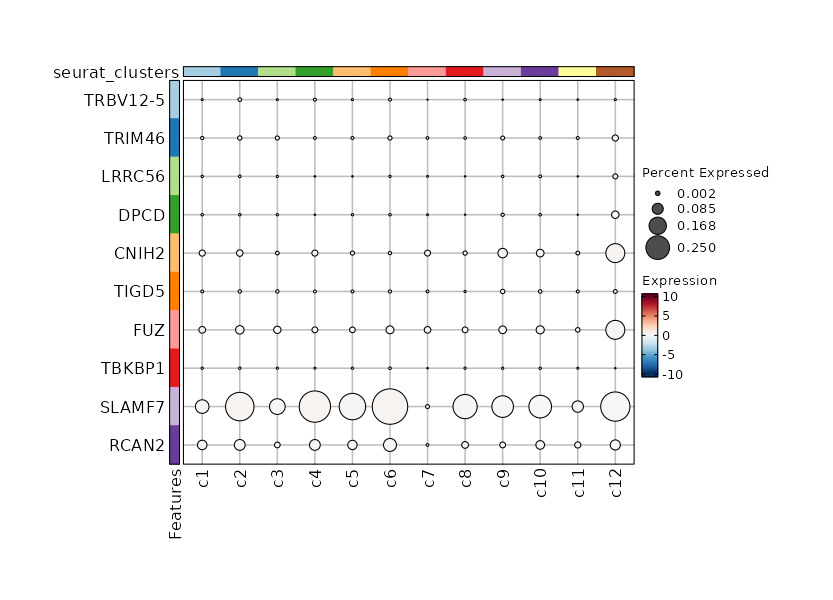 seurat_clusters
TRBV12-5
TRIM46
LRRC56
DPCD
CNIH2
TIGD5
FUZ
TBKBP1
SLAMF7
RCAN2
Features
c1
c2
c3
c4
c5
c6
c7
c8
c9
c10
c11
c12
Percent Expressed
0.002
0.085
0.168
0.250
Expression
10
5
0
-5
-10